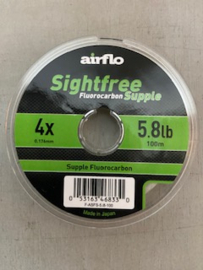 airflo
Sightfree
Fluorocarbon Supple
4x
5.8lb
100m
Supple Fluorocarbon
Made in Japan